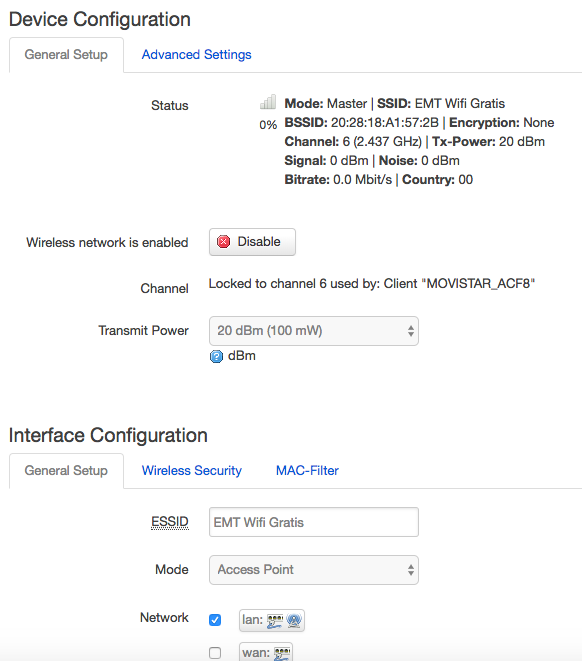 Device Configuration
General Setup Advanced Settings
Status
0%
Mode: Master | SSID: EMT Wifi Gratis
BSSID: 20:28:18:A1:57:2B | Encryption: None
Channel: 6 (2.437 GHz) | Tx-Power: 20 dBm
Signal: 0 dBm | Noise: 0 dBm
Bitrate: 0.0 Mbit/s | Country: 00
Wireless network is enabled Disable
Channel Locked to channel 6 used by: Client "MOVISTAR_ACF8"
Transmit Power 20 dBm (100 mW)
dBm
Interface Configuration
General Setup Wireless Security MAC-Filter
ESSID EMT Wifi Gratis
Mode Access Point
Network lan:
wan: